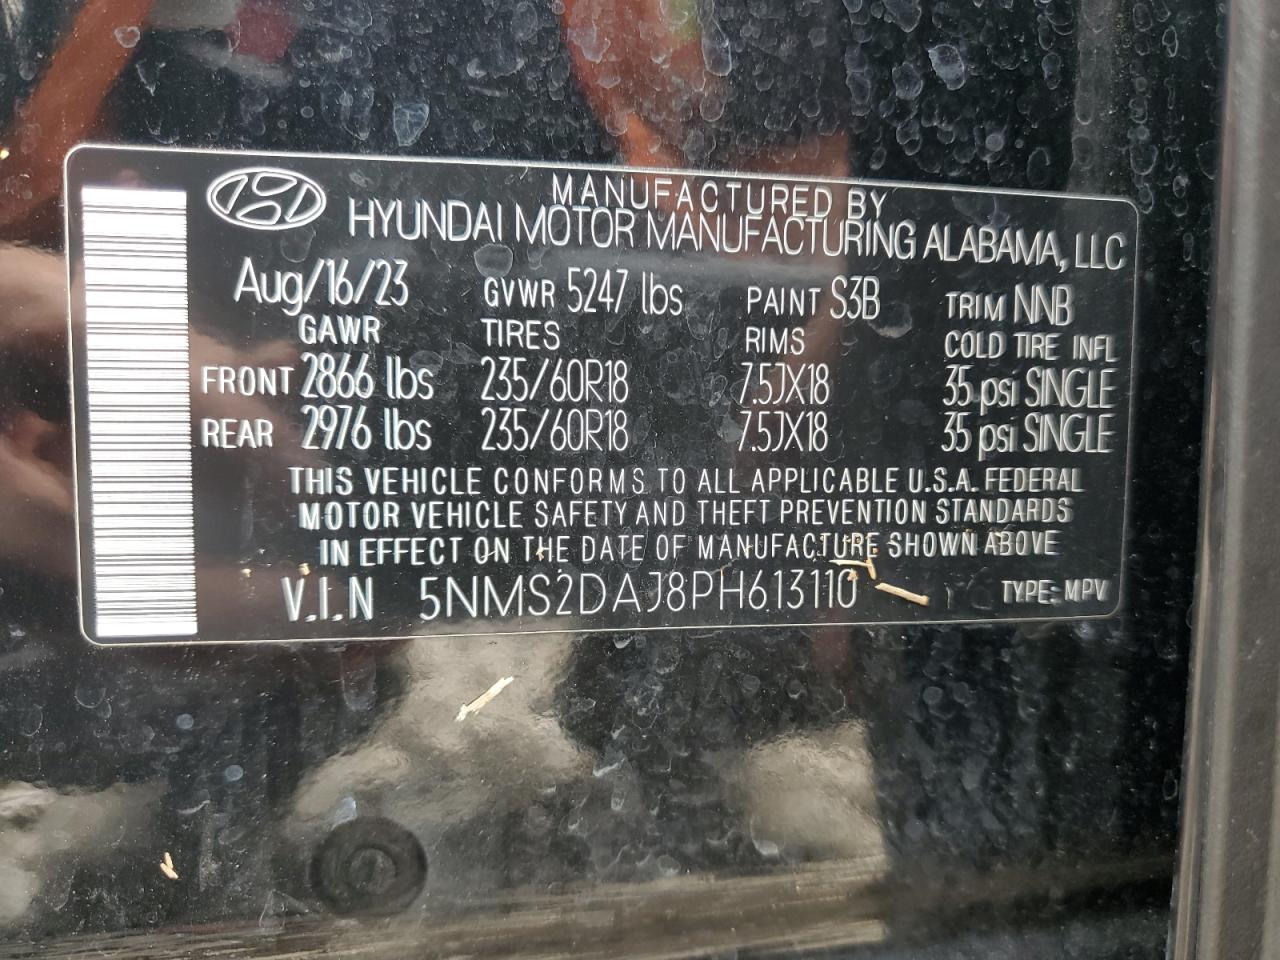 MANUFACTURED BY
HYUNDAI MOTOR MANUFACTURING ALABAMA, LLC
Aug/16/23 GVWR 5247 lbs PAINT S3B TRIM NNB
GAWR TIRES RIMS COLD TIRE INFL
FRONT 2866 lbs 235/60R18 7.5JX18 35 psi SINGLE
REAR 2976 lbs 235/60R18 7.5JX18 35 psi SINGLE
THIS VEHICLE CONFORMS TO ALL APPLICABLE U.S.A. FEDERAL
MOTOR VEHICLE SAFETY AND THEFT PREVENTION STANDARDS
IN EFFECT ON THE DATE OF MANUFACTURE SHOWN ABOVE
V.I.N 5NMS2DAJ8PH613110 TYPE: MPV